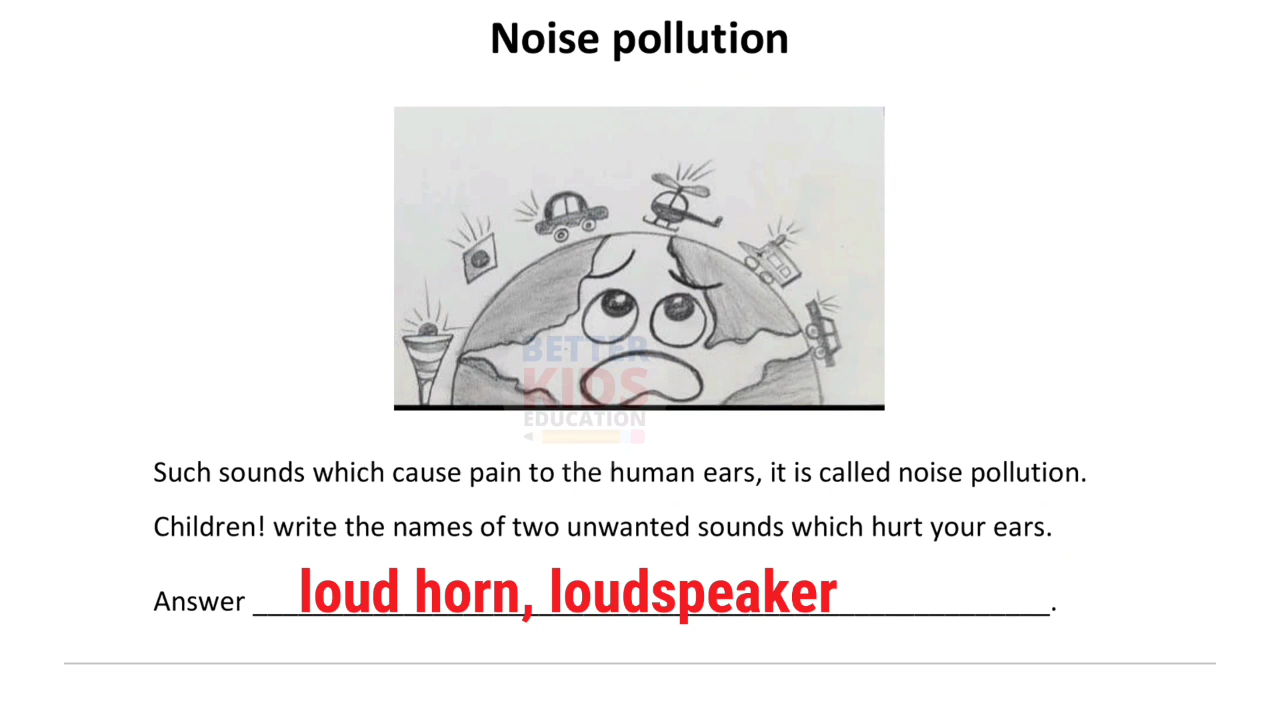 Noise pollution
BETTER
KIDS
EDUCATION
Such sounds which cause pain to the human ears, it is called noise pollution.
Children! write the names of two unwanted sounds which hurt your ears.
Answer loud horn, loudspeaker.